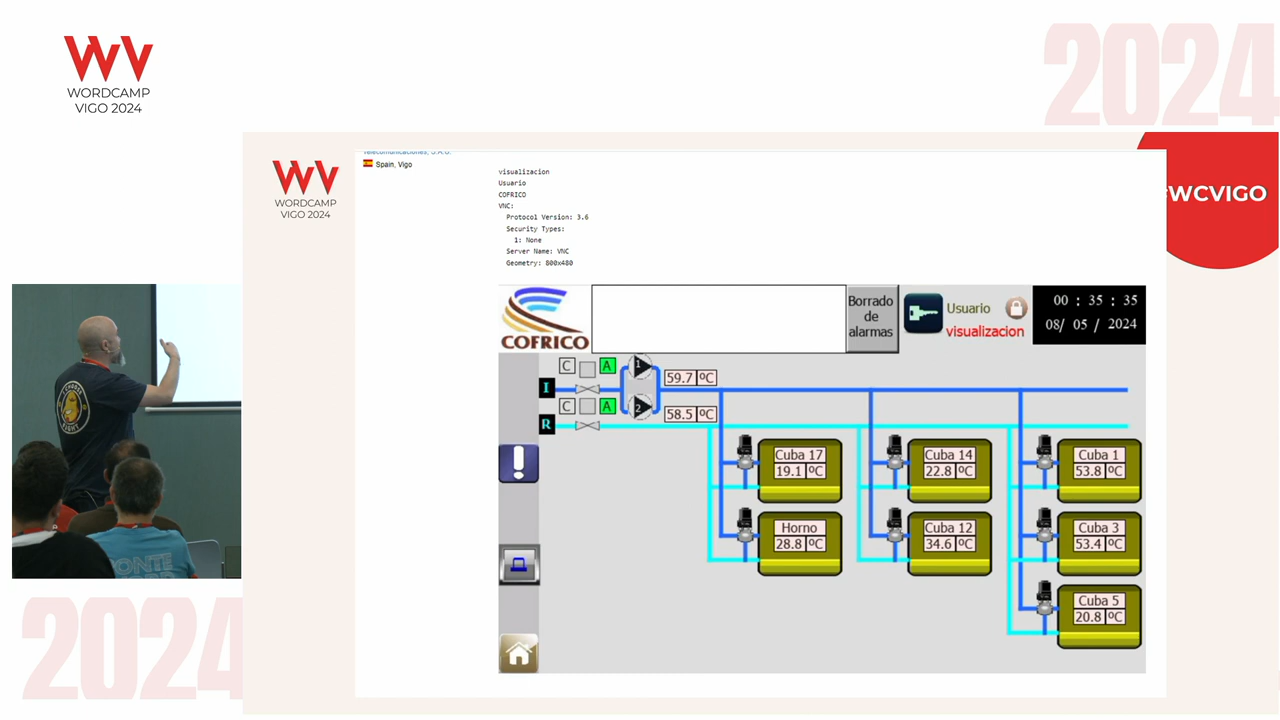 WORDCAMP
VIGO 2024
2024
WORDCAMP
VIGO 2024
Telecomunicaciones, S.A.U.
Spain, Vigo
visualizacion
Usuario
COFRICO
VNC:
Protocol Version: 3.6
Security Types:
1: None
Server Name: VNC
Geometry: 800x480
WCVIGO
COFRICO
Borrado
de
alarmas
Usuario
visualizacion
00 : 35 : 35
08/ 05 / 2024
C
A
1
59.7 ºC
I
C
A
2
58.5 ºC
R
Cuba 17
19.1 ºC
Cuba 14
22.8 ºC
Cuba 1
53.8 ºC
Horno
28.8 ºC
Cuba 12
34.6 ºC
Cuba 3
53.4 ºC
Cuba 5
20.8 ºC
I CHOOSE
2024